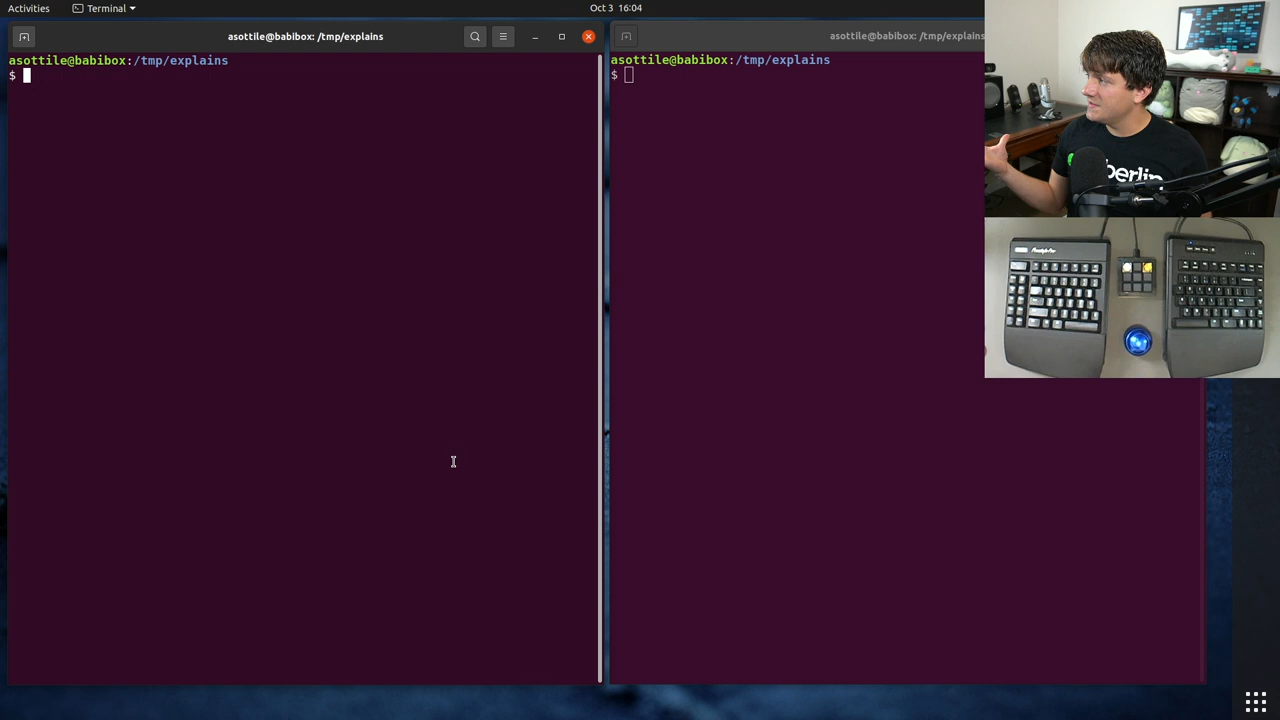 Activities
Terminal
Oct 3 16:04
asottile@babibox: /tmp/explains
asottile@babibox:/tmp/explains
$
asottile@babibox: /tmp/explains
asottile@babibox:/tmp/explains
$
berlin